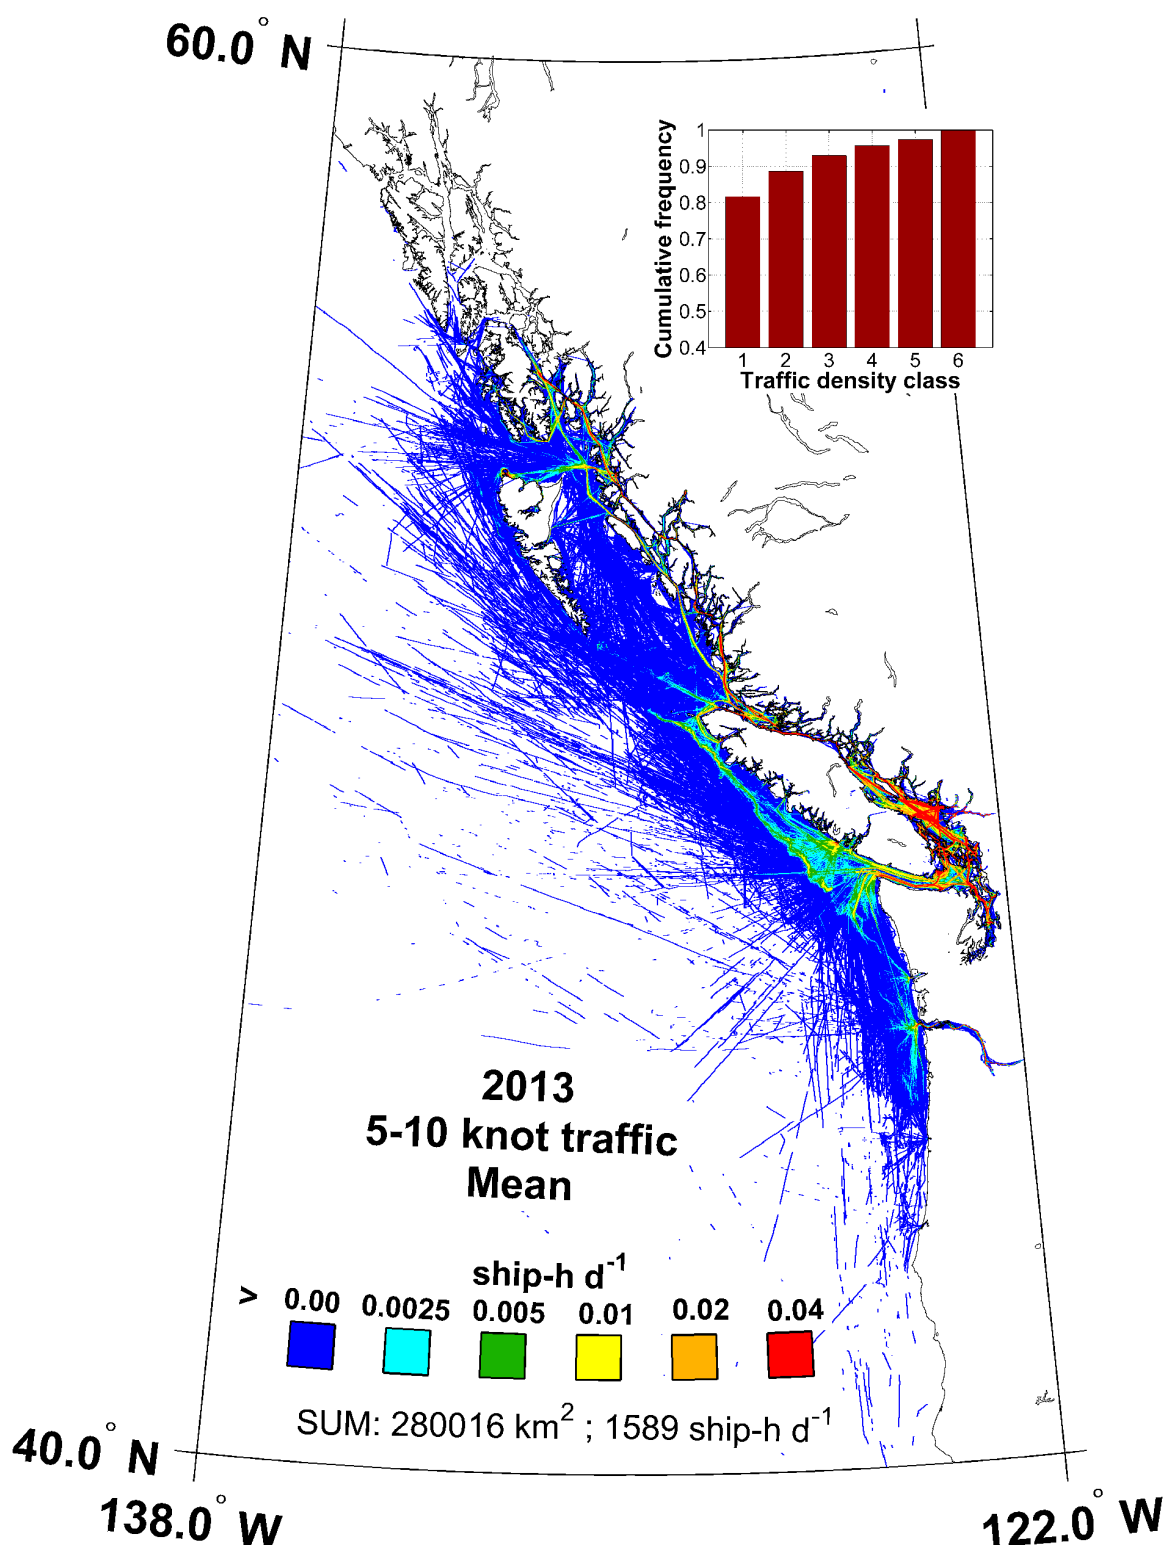 60.0° N
Cumulative frequency
1
0.9
0.8
0.7
0.6
0.5
0.4
1 2 3 4 5 6
Traffic density class
2013
5-10 knot traffic
Mean
ship-h d⁻¹
> 0.00 0.0025 0.005 0.01 0.02 0.04
SUM: 280016 km² ; 1589 ship-h d⁻¹
40.0° N
138.0° W
122.0° W